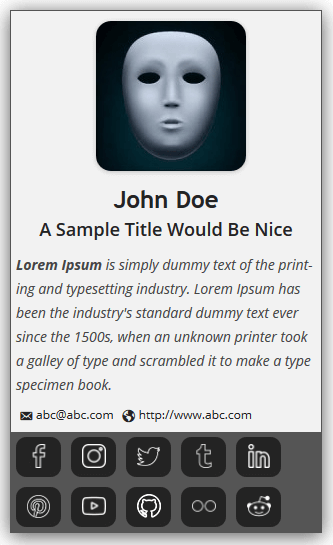 John Doe
A Sample Title Would Be Nice
Lorem Ipsum is simply dummy text of the print-
ing and typesetting industry. Lorem Ipsum has
been the industry's standard dummy text ever
since the 1500s, when an unknown printer took
a galley of type and scrambled it to make a type
specimen book.
abc@abc.com http://www.abc.com